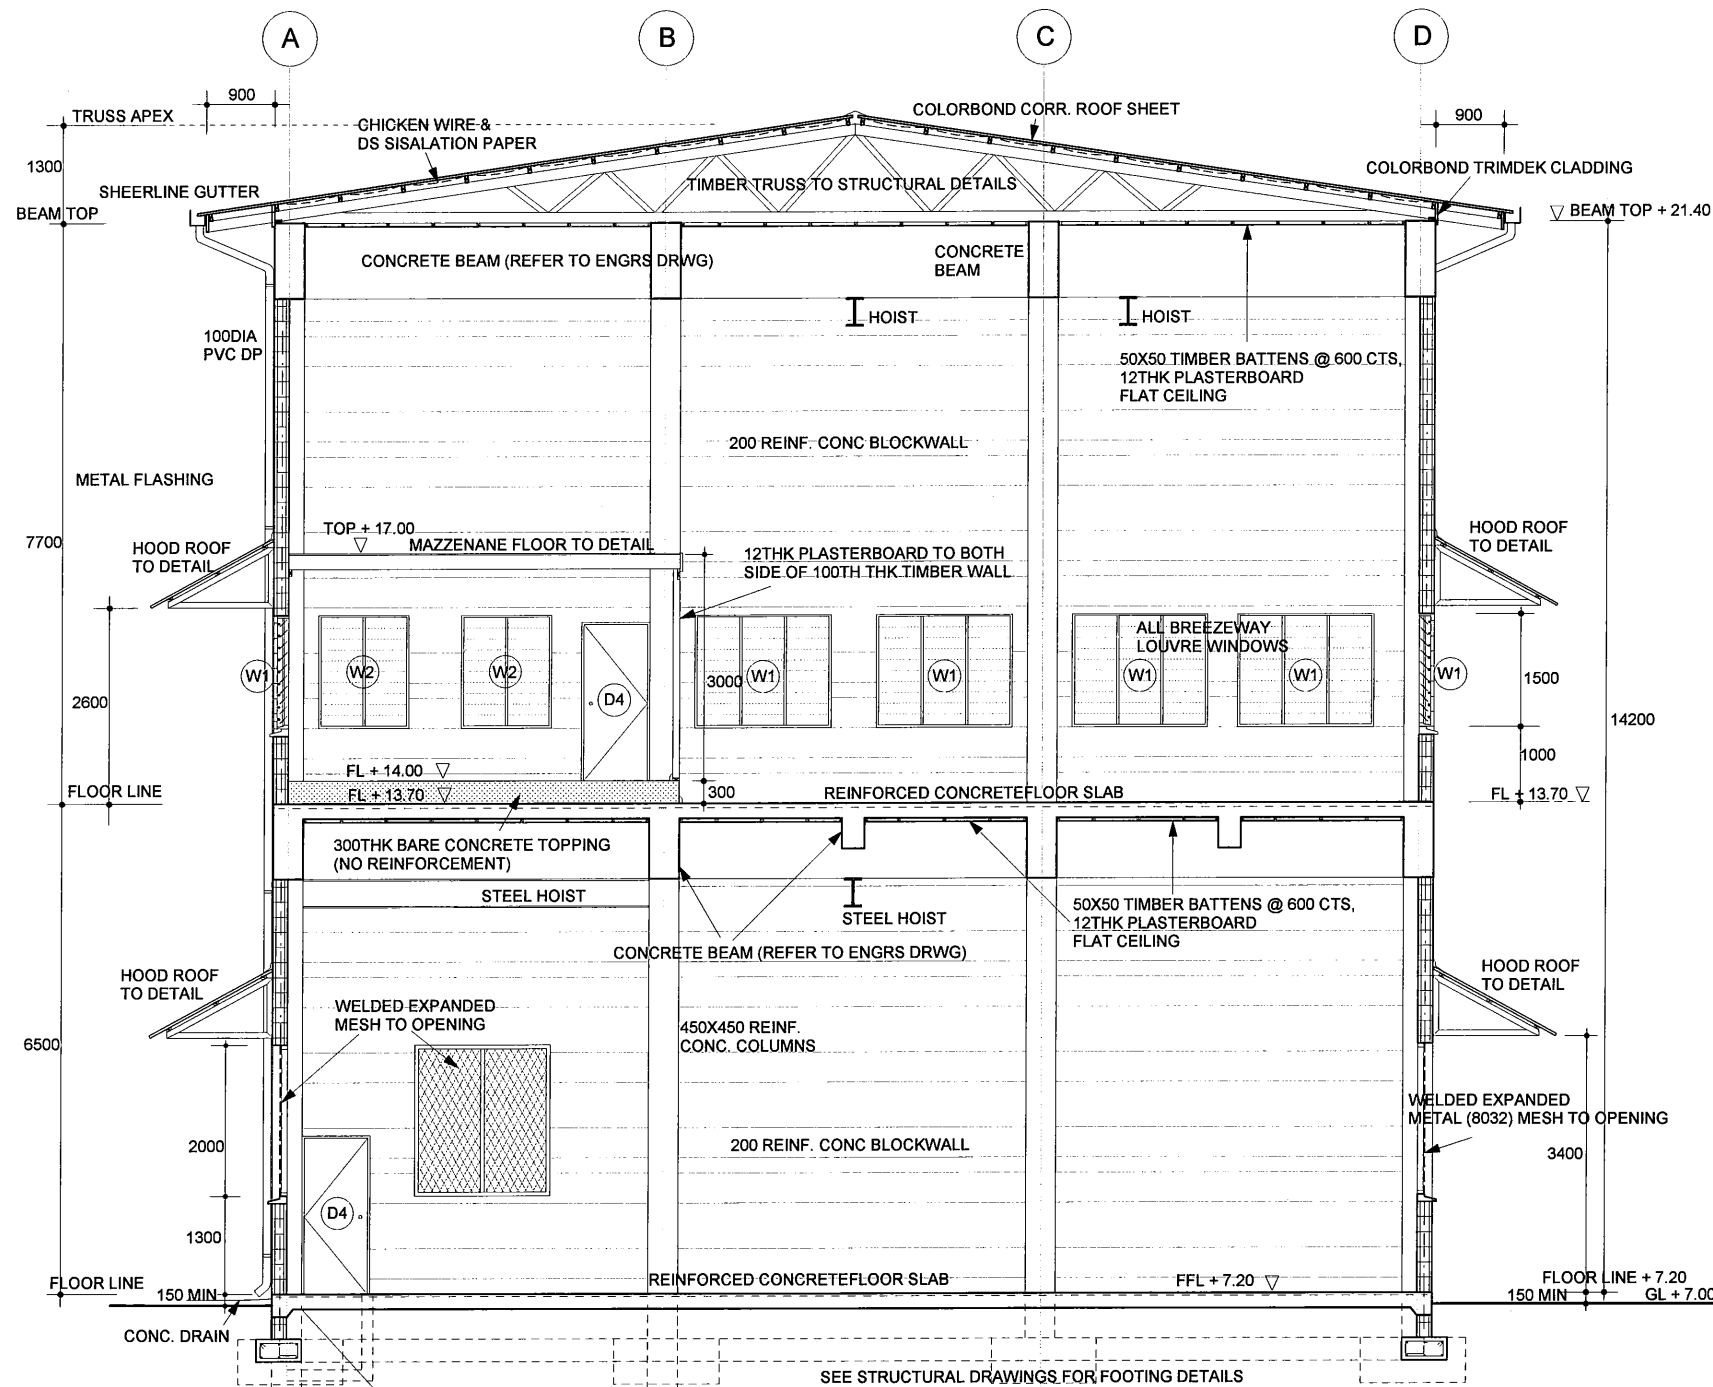 A
B
C
D
900
TRUSS APEX
CHICKEN WIRE &
DS SISALATION PAPER
COLORBOND CORR. ROOF SHEET
900
1300
COLORBOND TRIMDEK CLADDING
SHEERLINE GUTTER
TIMBER TRUSS TO STRUCTURAL DETAILS
BEAM TOP
BEAM TOP + 21.40
CONCRETE BEAM (REFER TO ENGRS DRWG)
CONCRETE
BEAM
HOIST
HOIST
100DIA
PVC DP
50X50 TIMBER BATTENS @ 600 CTS,
12THK PLASTERBOARD
FLAT CEILING
200 REINF. CONC BLOCKWALL
METAL FLASHING
TOP + 17.00
7700
HOOD ROOF
TO DETAIL
MAZZENANE FLOOR TO DETAIL
12THK PLASTERBOARD TO BOTH
SIDE OF 100TH THK TIMBER WALL
HOOD ROOF
TO DETAIL
ALL BREEZEWAY
LOUVRE WINDOWS
W1
W2
W2
D4
3000
W1
W1
W1
W1
W1
1500
2600
14200
1000
FL + 14.00
FLOOR LINE
FL + 13.70
300
REINFORCED CONCRETEFLOOR SLAB
FL + 13.70
300THK BARE CONCRETE TOPPING
(NO REINFORCEMENT)
STEEL HOIST
STEEL HOIST
50X50 TIMBER BATTENS @ 600 CTS,
12THK PLASTERBOARD
FLAT CEILING
CONCRETE BEAM (REFER TO ENGRS DRWG)
HOOD ROOF
TO DETAIL
HOOD ROOF
TO DETAIL
WELDED EXPANDED
MESH TO OPENING
450X450 REINF.
CONC. COLUMNS
6500
WELDED EXPANDED
METAL (8032) MESH TO OPENING
2000
200 REINF. CONC BLOCKWALL
3400
D4
1300
FLOOR LINE
REINFORCED CONCRETEFLOOR SLAB
FFL + 7.20
FLOOR LINE + 7.20
150 MIN
150 MIN
GL + 7.00
CONC. DRAIN
SEE STRUCTURAL DRAWINGS FOR FOOTING DETAILS